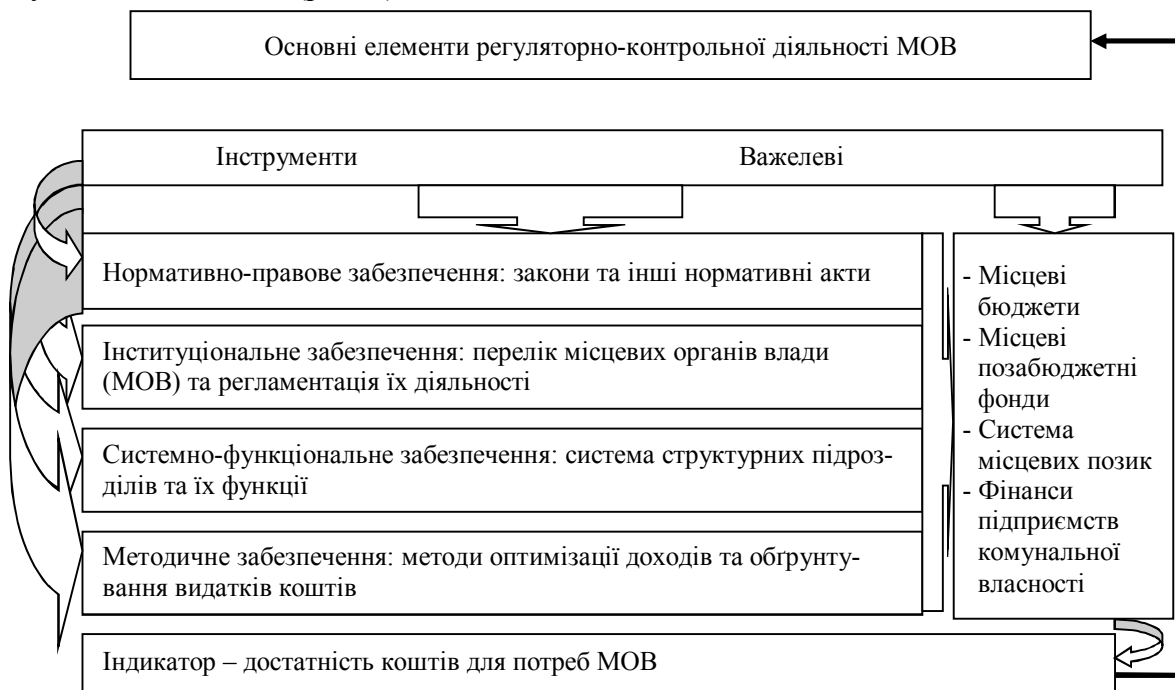 Основні елементи регуляторно-контрольної діяльності МОВ
Інструменти Важелеві
Нормативно-правове забезпечення: закони та інші нормативні акти
Інституціональне забезпечення: перелік місцевих органів влади
(МОВ) та регламентація їх діяльності
Системно-функціональне забезпечення: система структурних підроз-
ділів та їх функції
Методичне забезпечення: методи оптимізації доходів та обґрунту-
вання видатків коштів
- Місцеві
бюджети
- Місцеві
позабюджетні
фонди
- Система
місцевих позик
- Фінанси
підприємств
комунальної
власності
Індикатор – достатність коштів для потреб МОВ